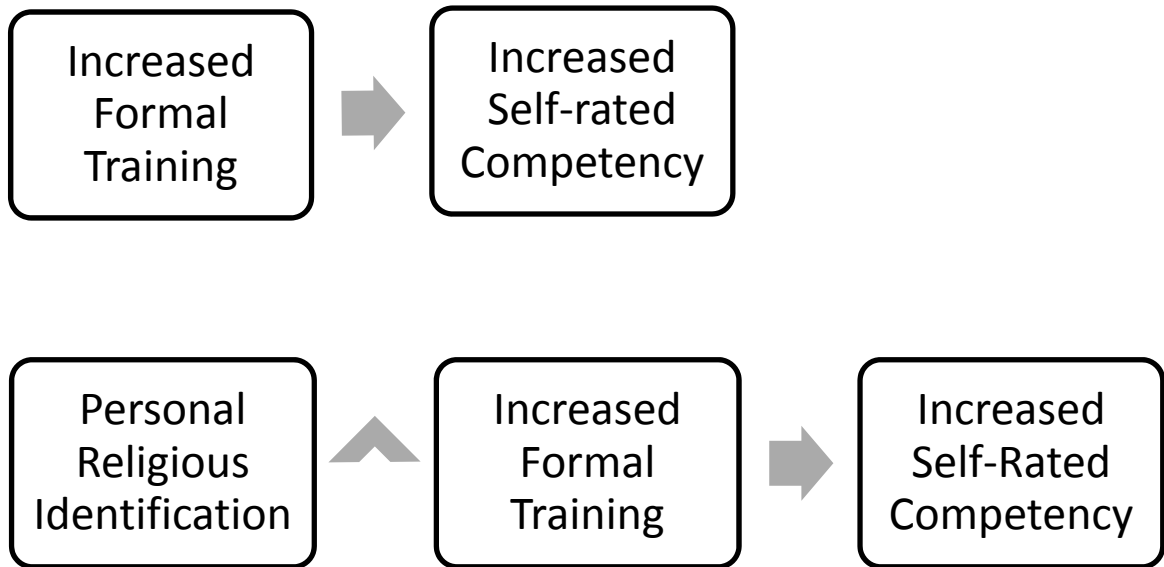 Increased
Formal
Training
Increased
Self-rated
Competency
Personal
Religious
Identification
Increased
Formal
Training
Increased
Self-Rated
Competency